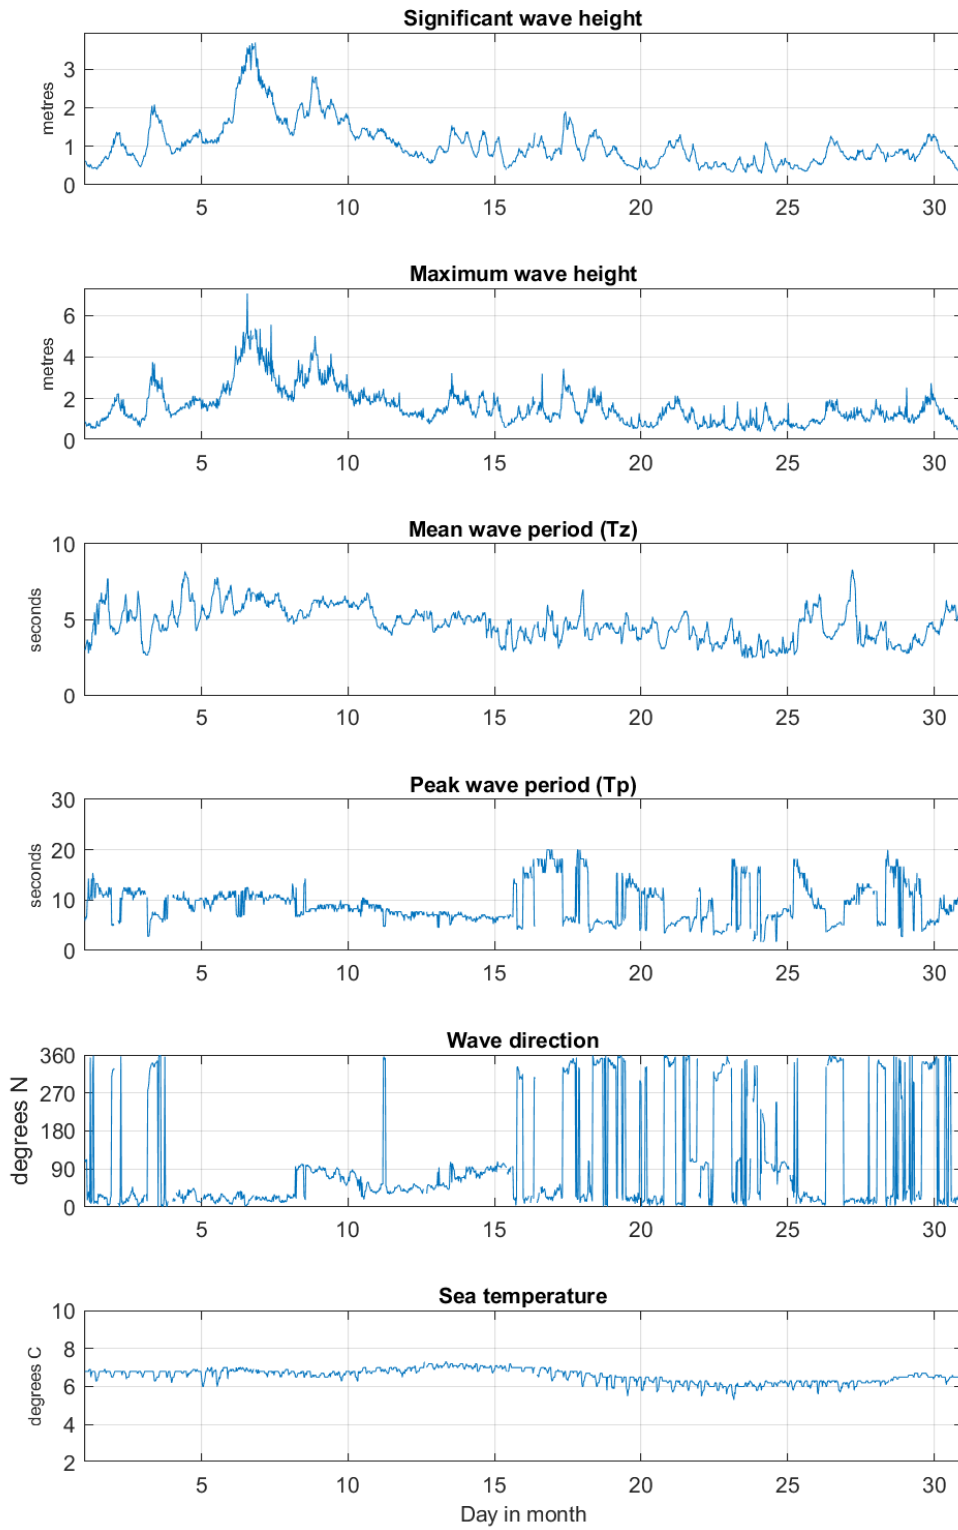 Significant wave height
metres
3
2
1
0
5 10 15 20 25 30
Maximum wave height
metres
6
4
2
0
5 10 15 20 25 30
Mean wave period (Tz)
seconds
10
5
0
5 10 15 20 25 30
Peak wave period (Tp)
seconds
30
20
10
0
5 10 15 20 25 30
Wave direction
degrees N
360
270
180
90
0
5 10 15 20 25 30
Sea temperature
degrees C
10
8
6
4
2
5 10 15 20 25 30
Day in month